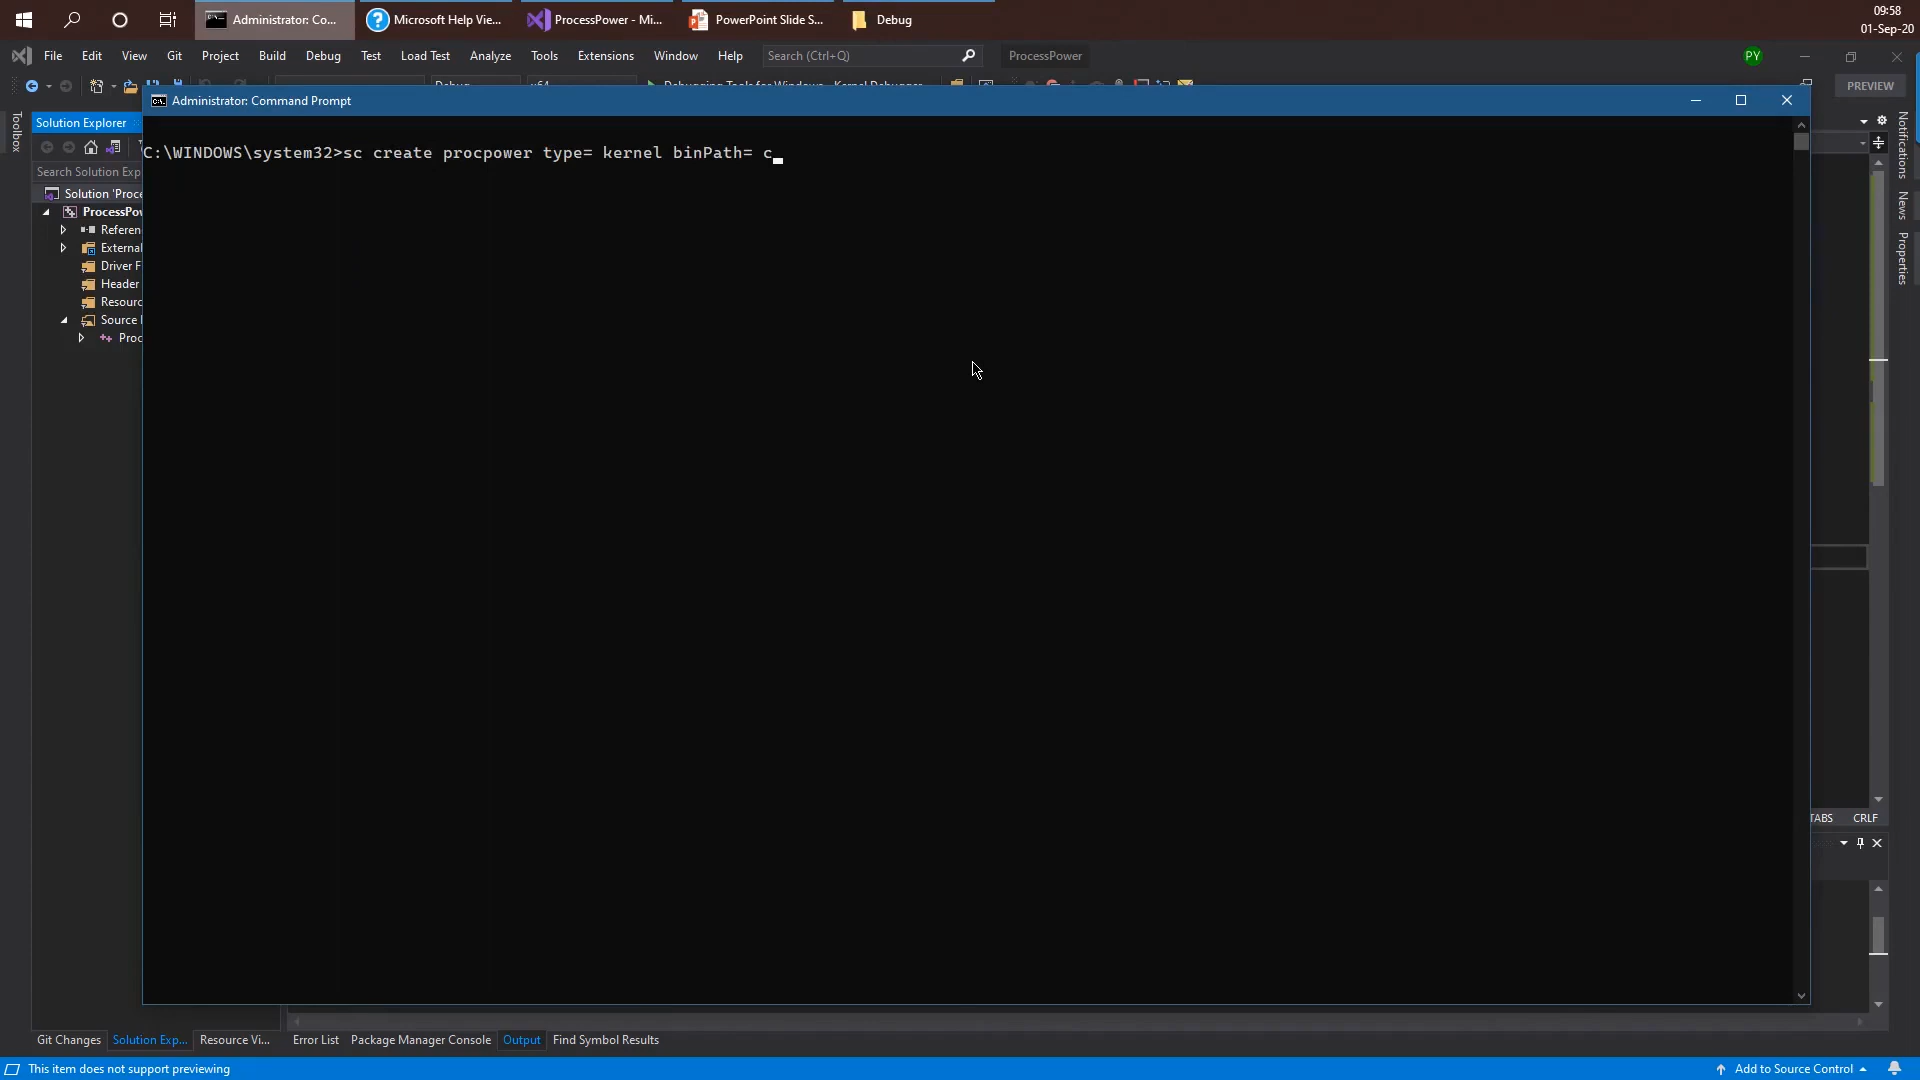 Administrator: Co...
Microsoft Help Vie...
ProcessPower - Mi...
PowerPoint Slide S...
Debug
09:58
01-Sep-20
File Edit View Git Project Build Debug Test Load Test Analyze Tools Extensions Window Help
Search (Ctrl+Q)
ProcessPower
PY
PREVIEW
Administrator: Command Prompt
C:\WINDOWS\system32>sc create procpower type= kernel binPath= c
Toolbox
Solution Explorer
Search Solution Exp
Solution 'Proce
ProcessPo
Referen
External
Driver F
Header
Resourc
Source
Proc
Notifications
News
Properties
TABS
CRLF
Git Changes
Solution Exp...
Resource Vi...
Error List
Package Manager Console
Output
Find Symbol Results
This item does not support previewing
Add to Source Control